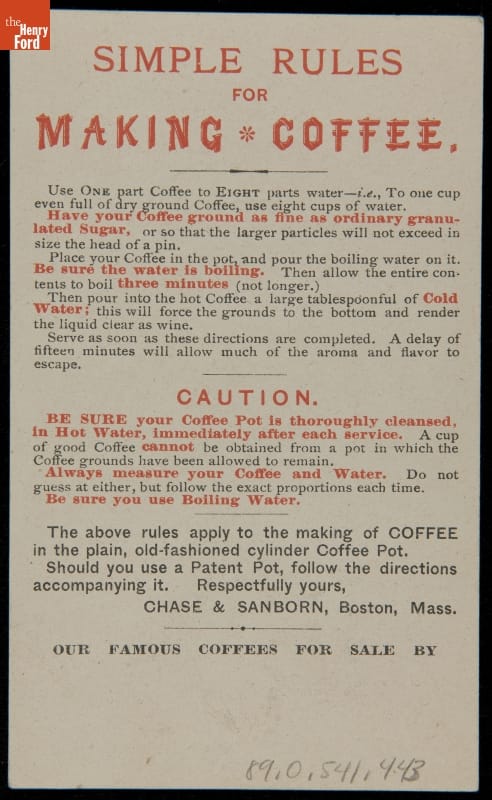 the
Henry
Ford
SIMPLE RULES
FOR
MAKING * COFFEE.
Use ONE part Coffee to EIGHT parts water—i.e., To one cup
even full of dry ground Coffee, use eight cups of water.
Have your Coffee ground as fine as ordinary granu-
lated Sugar, or so that the larger particles will not exceed in
size the head of a pin.
Place your Coffee in the pot, and pour the boiling water on it.
Be sure the water is boiling. Then allow the entire con-
tents to boil three minutes (not longer.)
Then pour into the hot Coffee a large tablespoonful of Cold
Water; this will force the grounds to the bottom and render
the liquid clear as wine.
Serve as soon as these directions are completed. A delay of
fifteen minutes will allow much of the aroma and flavor to
escape.
CAUTION.
BE SURE your Coffee Pot is thoroughly cleansed,
in Hot Water, immediately after each service. A cup
of good Coffee cannot be obtained from a pot in which the
Coffee grounds have been allowed to remain.
Always measure your Coffee and Water. Do not
guess at either, but follow the exact proportions each time.
Be sure you use Boiling Water.
The above rules apply to the making of COFFEE
in the plain, old-fashioned cylinder Coffee Pot.
Should you use a Patent Pot, follow the directions
accompanying it. Respectfully yours,
CHASE & SANBORN, Boston, Mass.
OUR FAMOUS COFFEES FOR SALE BY
89.0.541.443